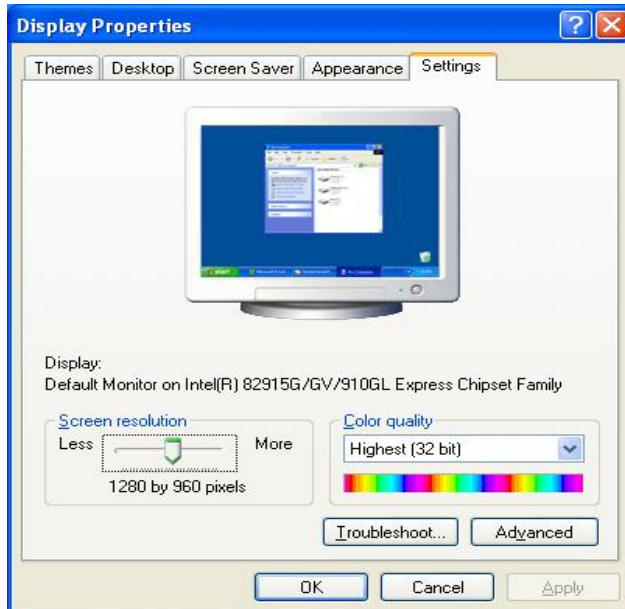 Display Properties
Themes Desktop Screen Saver Appearance Settings
start
Display:
Default Monitor on Intel(R) 82915G/GV/910GL Express Chipset Family
Screen resolution
Less More
1280 by 960 pixels
Color quality
Highest (32 bit)
Troubleshoot... Advanced
OK Cancel Apply